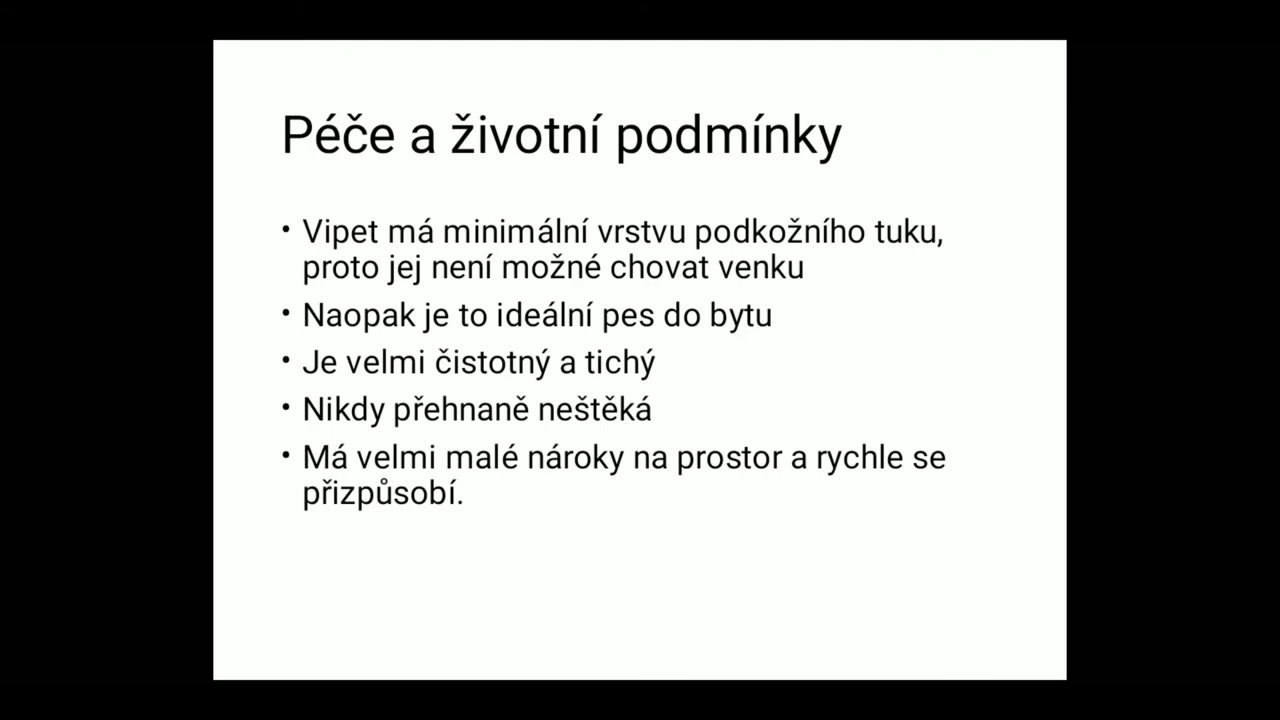 Péče a životní podmínky
• Vipet má minimální vrstvu podkožního tuku,
proto jej není možné chovat venku
• Naopak je to ideální pes do bytu
• Je velmi čistotný a tichý
• Nikdy přehnaně neštěká
• Má velmi malé nároky na prostor a rychle se
přizpůsobí.